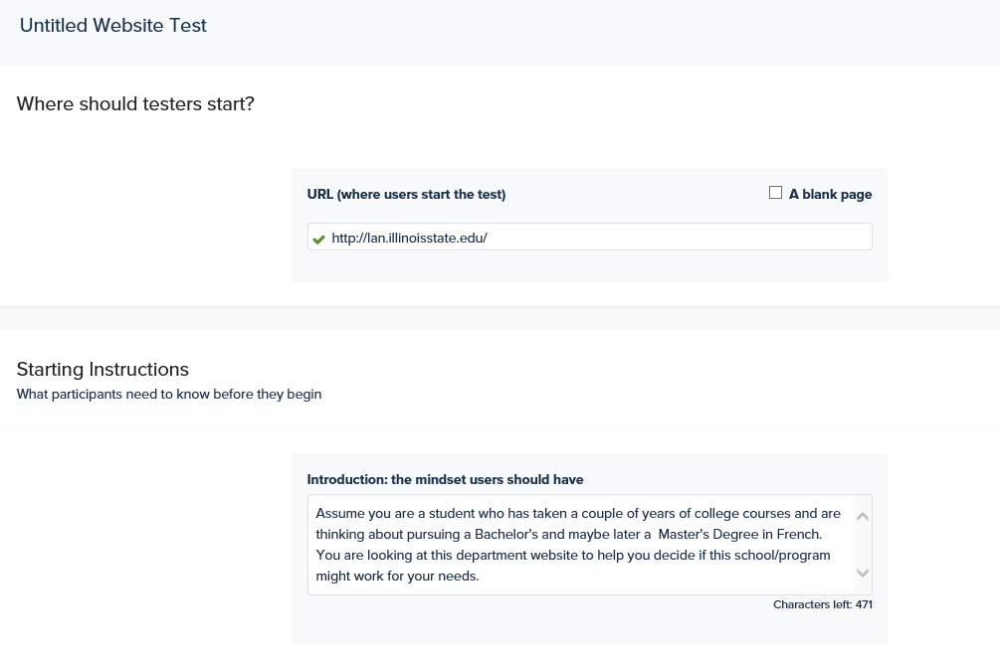 Untitled Website Test
Where should testers start?
URL (where users start the test)
A blank page
http://lan.illinoisstate.edu/
Starting Instructions
What participants need to know before they begin
Introduction: the mindset users should have
Assume you are a student who has taken a couple of years of college courses and are
thinking about pursuing a Bachelor's and maybe later a  Master's Degree in French.
You are looking at this department website to help you decide if this school/program
might work for your needs.
Characters left: 471